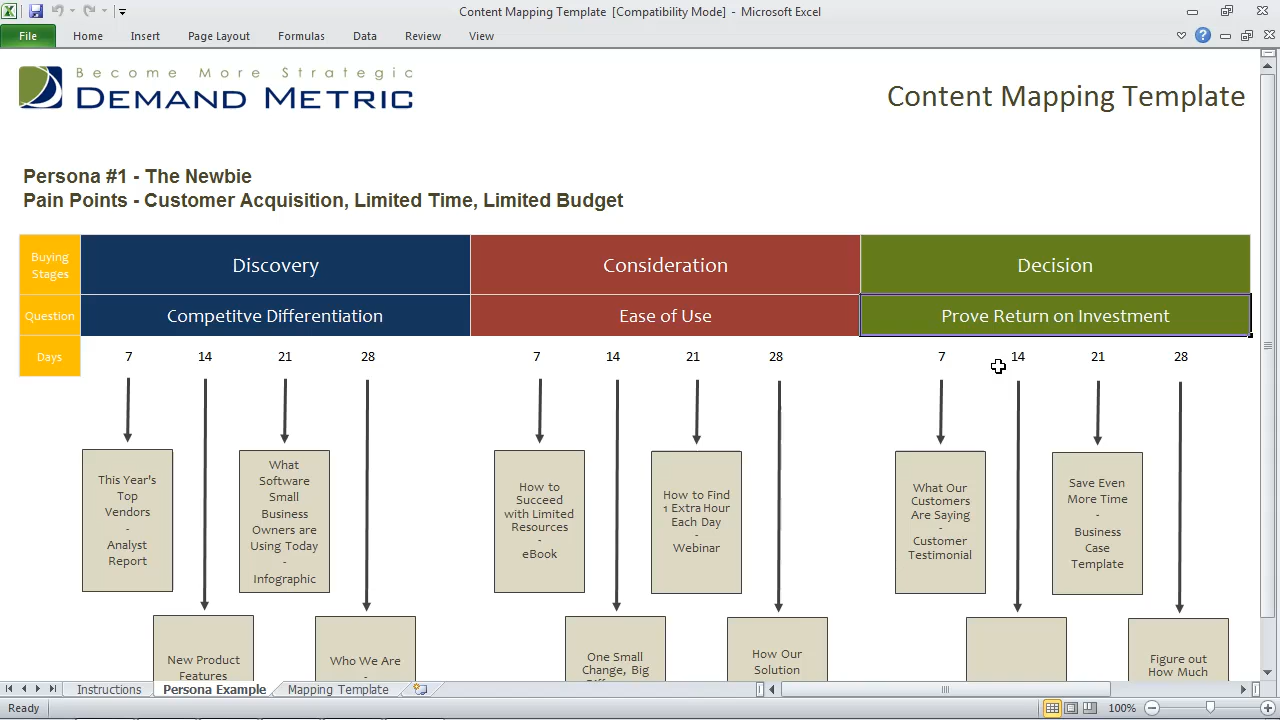 Content Mapping Template [Compatibility Mode] - Microsoft Excel
File Home Insert Page Layout Formulas Data Review View
Become More Strategic
DEMAND METRIC
Content Mapping Template
Persona #1 - The Newbie
Pain Points - Customer Acquisition, Limited Time, Limited Budget
Buying
Stages
Discovery
Consideration
Decision
Question
Competitve Differentiation
Ease of Use
Prove Return on Investment
Days
7 14 21 28
7 14 21 28
7 14 21 28
This Year's
Top
Vendors
-
Analyst
Report
What
Software
Small
Business
Owners are
Using Today
-
Infographic
How to
Succeed
with Limited
Resources
-
eBook
How to Find
1 Extra Hour
Each Day
-
Webinar
What Our
Customers
Are Saying
-
Customer
Testimonial
Save Even
More Time
-
Business
Case
Template
New Product
Features
Who We Are
-
One Small
Change, Big
How Our
Solution
Figure out
How Much
Instructions Persona Example Mapping Template
Ready
100%